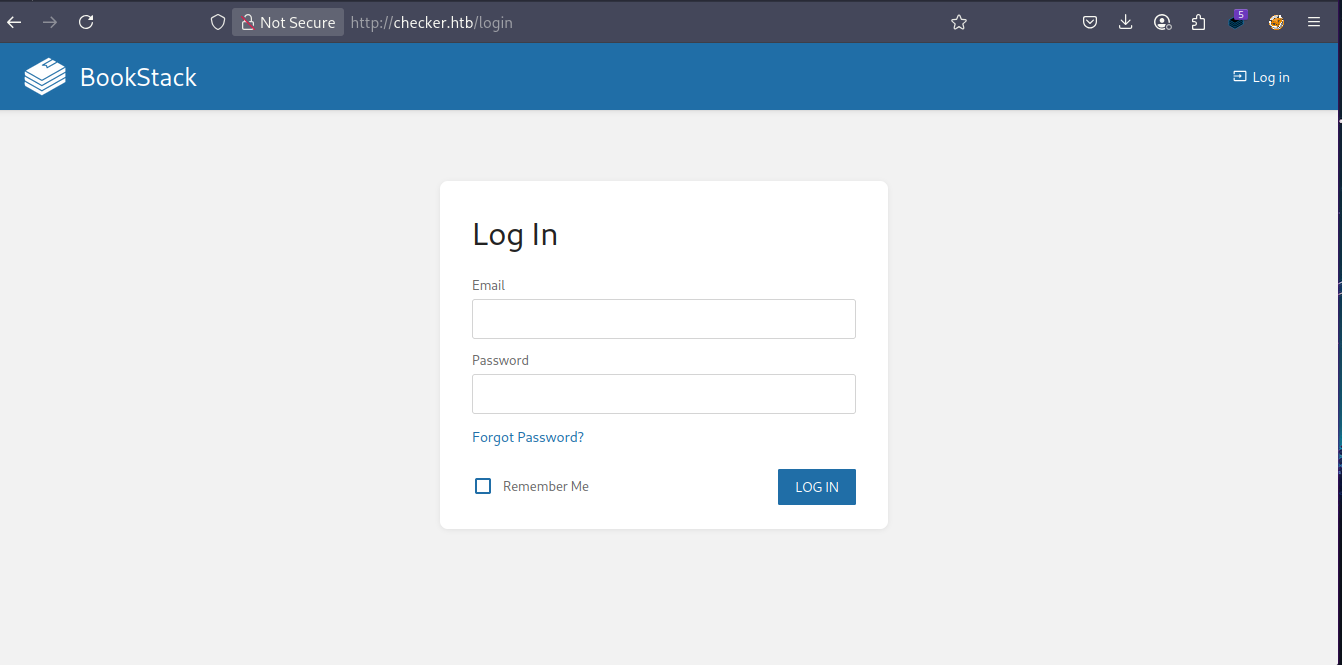 Not Secure http://checker.htb/login 5
BookStack Log in
Log In
Email
Password
Forgot Password?
Remember Me LOG IN